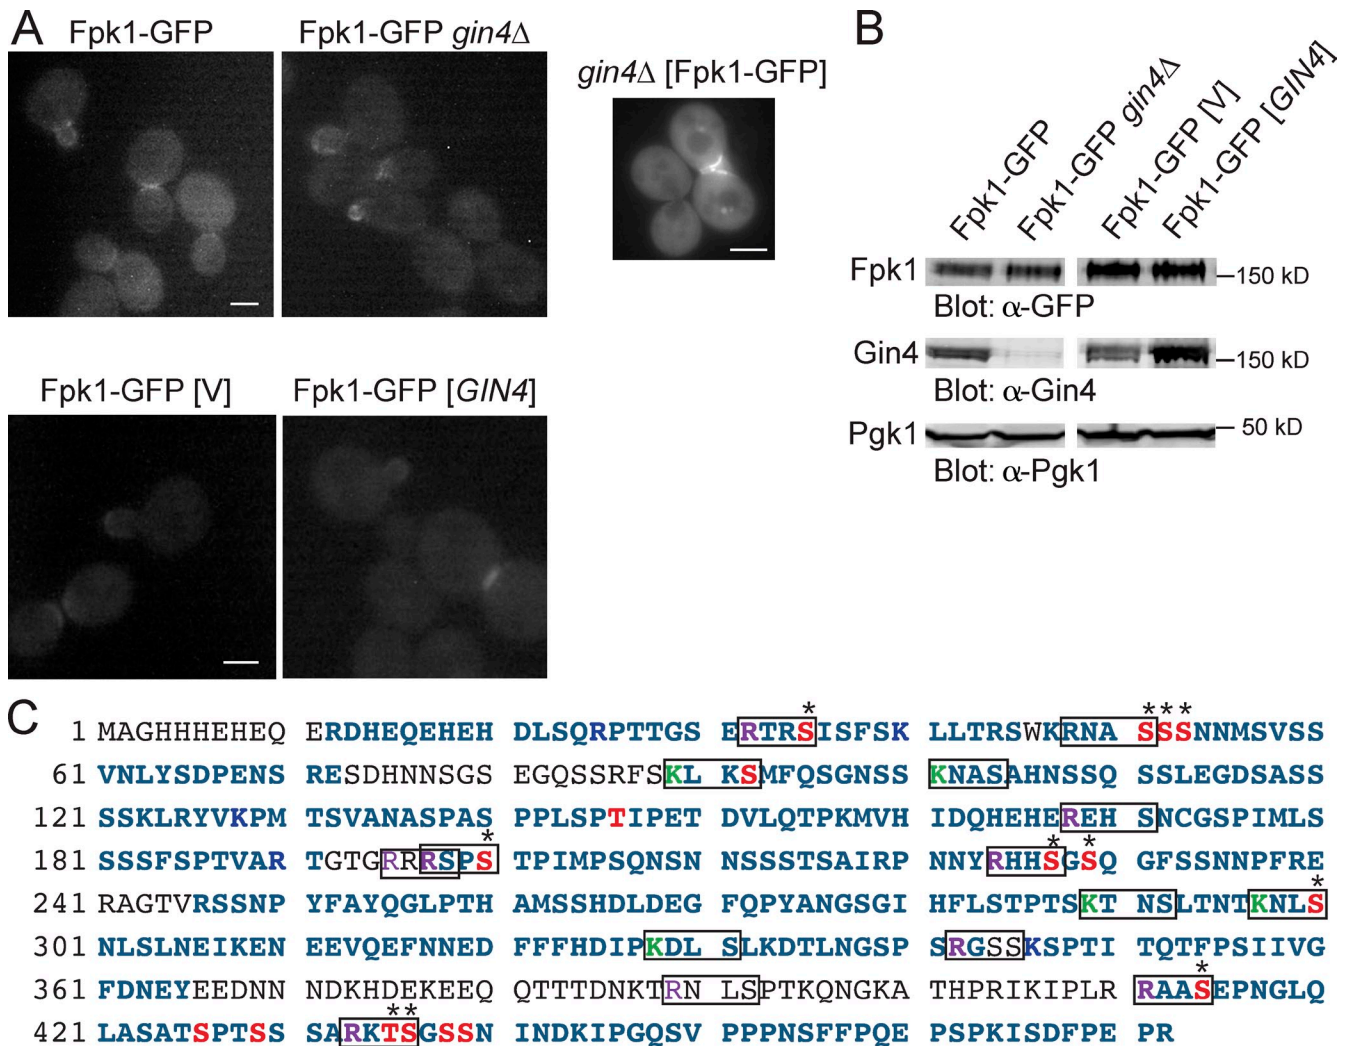 A
Fpk1-GFP
Fpk1-GFP gin4Δ
gin4Δ [Fpk1-GFP]
Fpk1-GFP [V]
Fpk1-GFP [GIN4]
B
Fpk1-GFP
Fpk1-GFP gin4Δ
Fpk1-GFP [V]
Fpk1-GFP [GIN4]
Fpk1
150 kD
Blot: α-GFP
Gin4
150 kD
Blot: α-Gin4
Pgk1
50 kD
Blot: α-Pgk1
C
* * * *
1 MAGHHHEHEQ ERDHEQEHEH DLSQRPTTGS ERTRSISFSK LLTRSWKRNA SSSNNMSVSS
61 VNLYSDPENS RESDHNNSGS EGQSSRFSKL KSMFQSGNSS KNASAHNSSQ SSLEGDSASS
121 SSKLRYVKPM TSVANASPAS PPLSPTIPET DVLQTPKMVH IDQHEHEREH SNCGSPIMLS
* * *
181 SSSFSPTVAR TGTGRRRSPS TPIMPSQNSN NSSSTSAIRP NNYRHHSGSQ GFSSNNPFRE
*
241 RAGTVRSSNP YFAYQGLPTH AMSSHDLDEG FQPYANGSGI HFLSTPTSKT NSLTNTKNLS
301 NLSLNEIKEN EEVQEFNNED FFFHDIPKDL SLKDTLNGSP SRGSSKSPTI TQTFPSIIVG
*
361 FDNEYEEDNN NDKHDEKEEQ QTTTDNKTRN LSPTKQNGKA THPRIKIPLR RAASEPNGLQ
* *
421 LASATSPTSS SARKTSGSSN INDKIPGQSV PPPNSFFPQE PSPKISDFPE PR